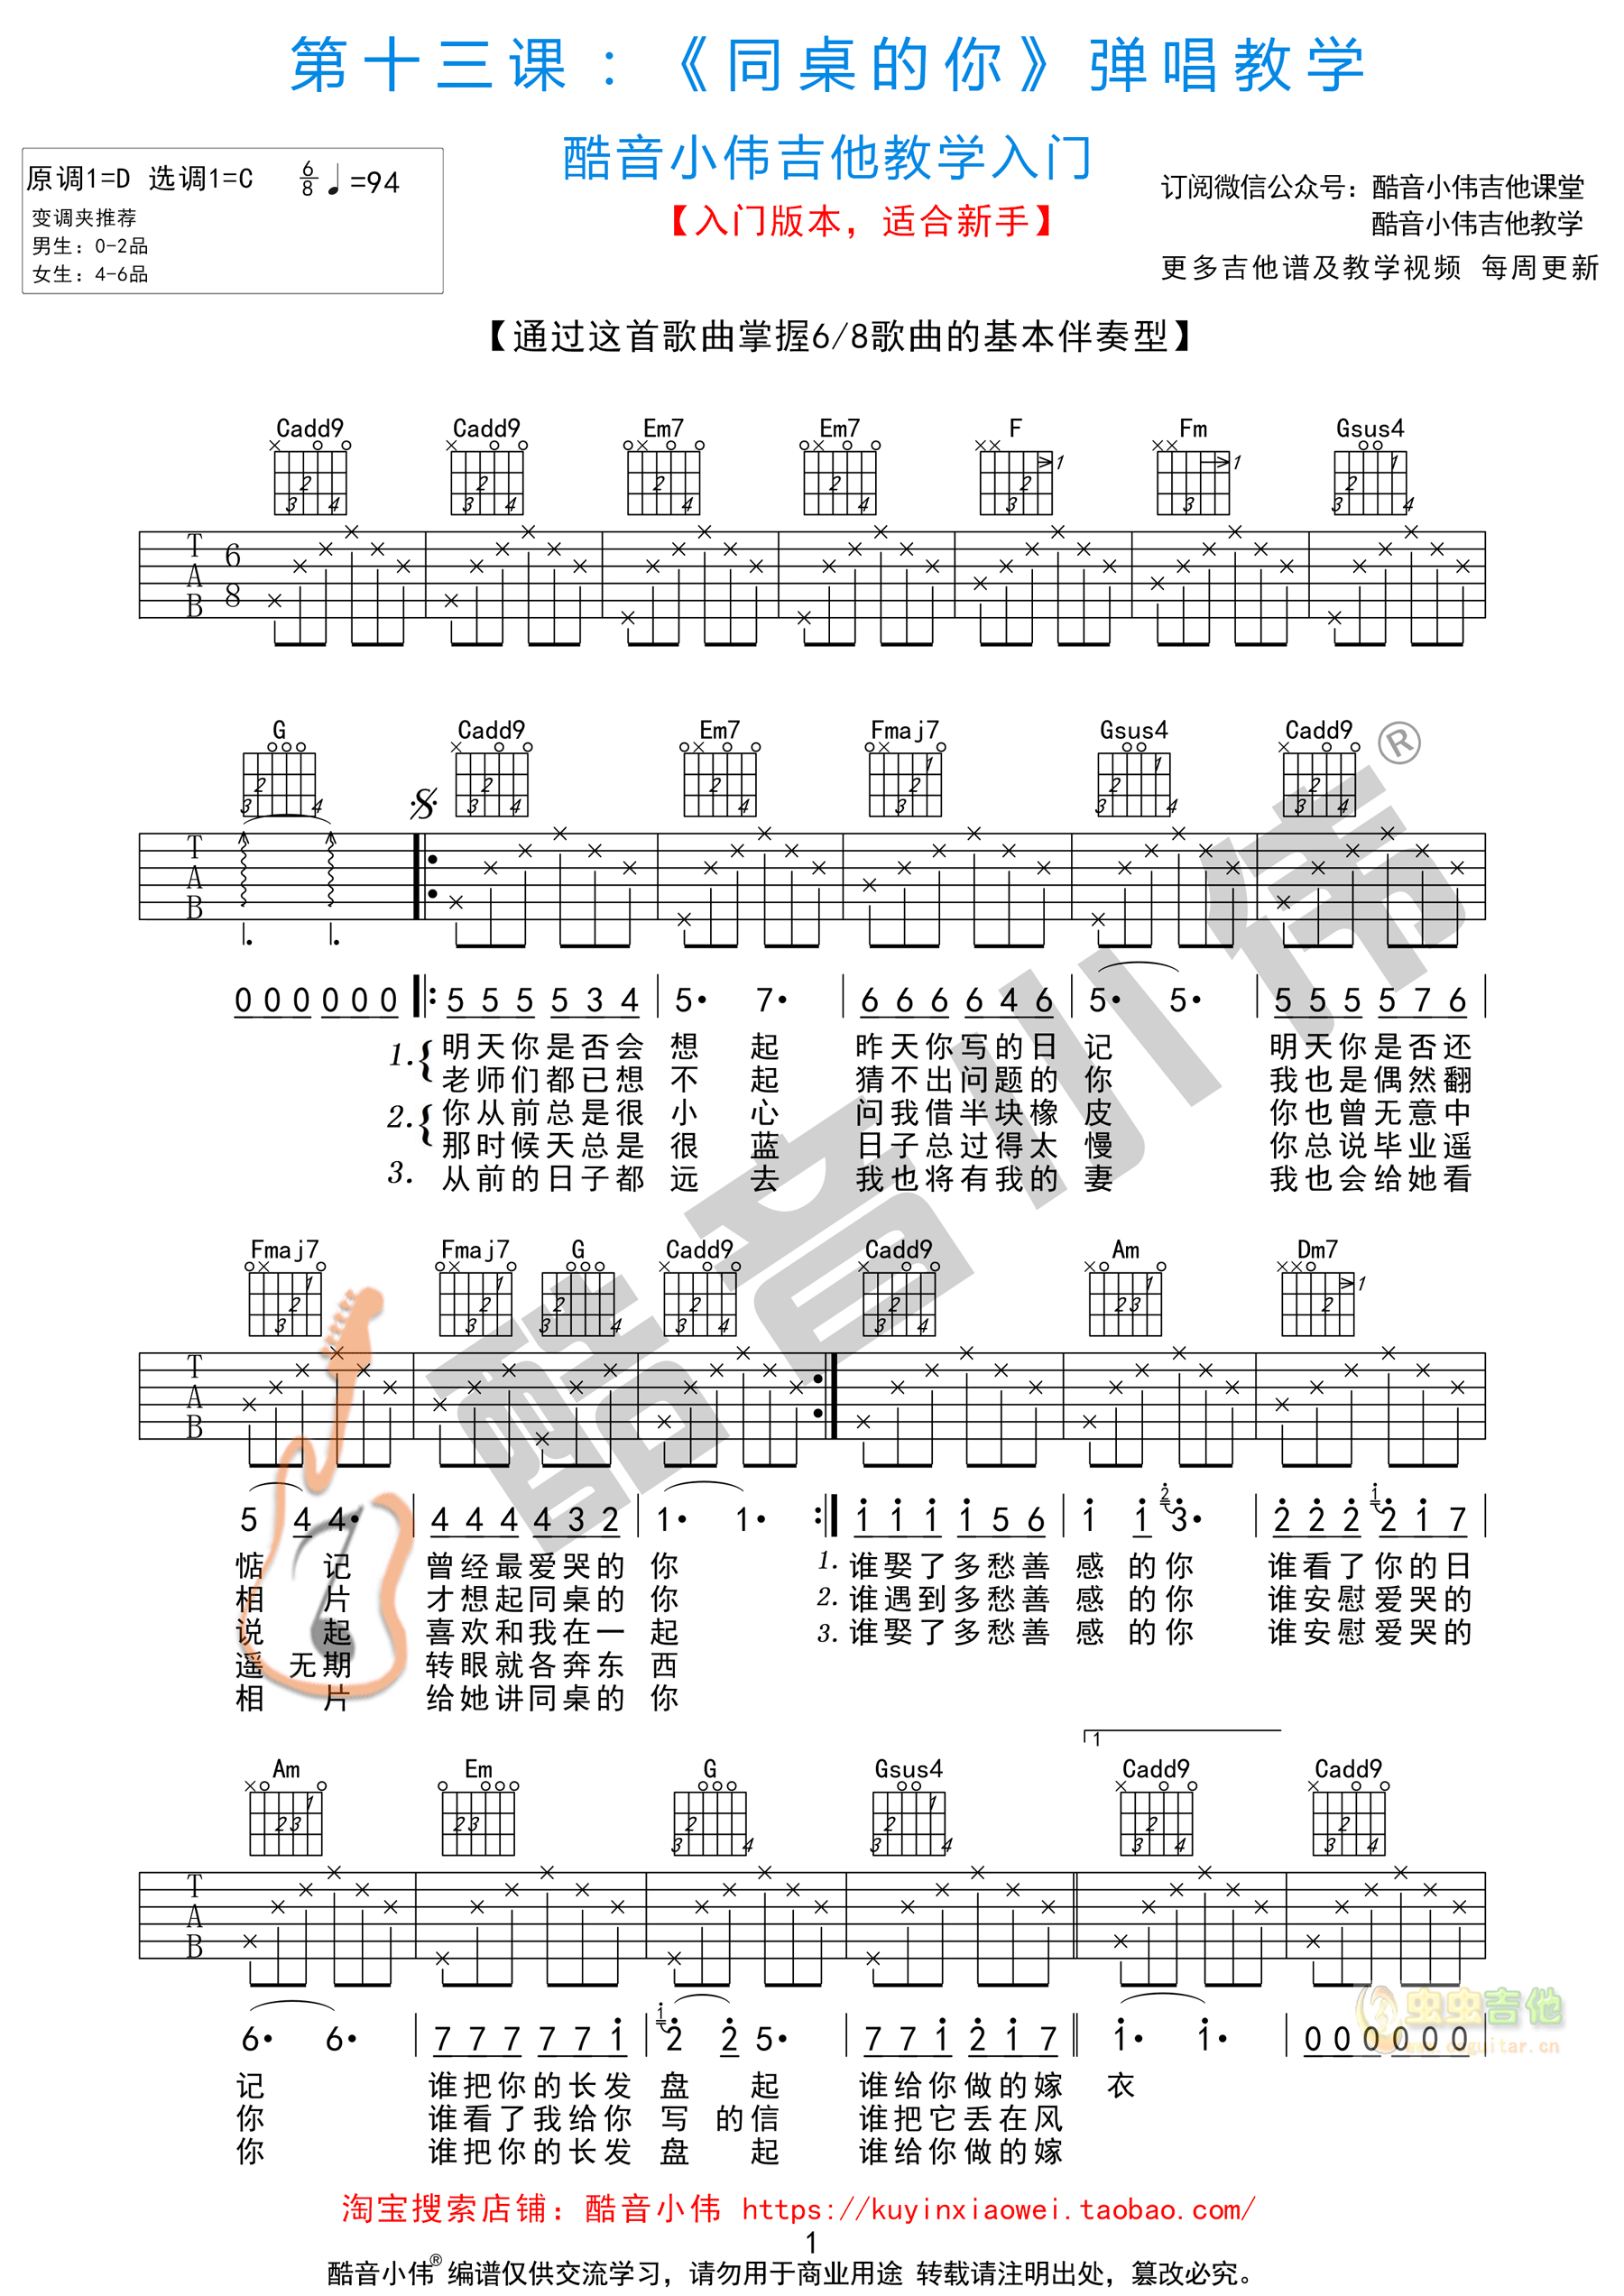 第十三课：《同桌的你》弹唱教学
酷音小伟吉他教学入门
【入门版本，适合新手】
原调1=D 选调1=C 6/8 ♩=94
变调夹推荐
男生：0-2品
女生：4-6品
订阅微信公众号：酷音小伟吉他课堂
酷音小伟吉他教学
更多吉他谱及教学视频 每周更新
【通过这首歌曲掌握6/8歌曲的基本伴奏型】
Cadd9 Cadd9 Em7 Em7 F Fm Gsus4
T A B 6 8
G Cadd9 Em7 Fmaj7 Gsus4 Cadd9
T A B
0 0 0 0 0 0 5 5 5 5 3 4 5· 7· 6 6 6 6 4 6 5· 5· 5 5 5 5 7 6
1. 明天你是否会 想 起 昨天你写的日 记 明天你是否还
老师们都已想 不 起 猜不出问题的 你 我也是偶然翻
2. 你从前总是很 小 心 问我借半块橡 皮 你也曾无意中
那时候天总是 很 蓝 日子总过得太 慢 你总说毕业遥
3. 从前的日子都 远 去 我也将有我的 妻 我也会给她看
Fmaj7 Fmaj7 G Cadd9 Cadd9 Am Dm7
T A B
5 4 4· 4 4 4 4 3 2 1· 1· 1 1 1 1 5 6 1 1 2 3· 2 2 2 1 2 1 7
惦 记 曾经最爱哭的 你 1. 谁娶了多愁善 感 的你 谁看了你的日
相 片 才想起同桌的 你 2. 谁遇到多愁善 感 的你 谁安慰爱哭的
说 起 喜欢和我在一 起 3. 谁娶了多愁善 感 的你 谁安慰爱哭的
遥 无期 转眼就各奔东 西
相 片 给她讲同桌的 你
1
Am Em G Gsus4 Cadd9 Cadd9
T A B
6· 6· 7 7 7 7 7 1 1 2 2 5· 7 7 1 2 1 7 1· 1· 0 0 0 0 0 0
记 谁把你的长发 盘 起 谁给你做的嫁 衣
你 谁看了我给你 写 的信 谁把它丢在风
你 谁把你的长发 盘 起 谁给你做的嫁
酷音小伟®
虫虫吉他
淘宝搜索店铺：酷音小伟 https://kuyinxiaowei.taobao.com/
1
酷音小伟® 编谱仅供交流学习，请勿用于商业用途 转载请注明出处，篡改必究。